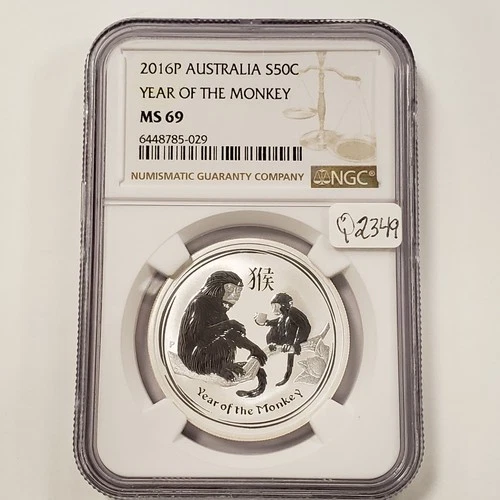 2016P AUSTRALIA S50C
YEAR OF THE MONKEY
MS 69
6448785-029
NUMISMATIC GUARANTY COMPANY
NGC®
Q2349
猴
P
Year of the Monkey